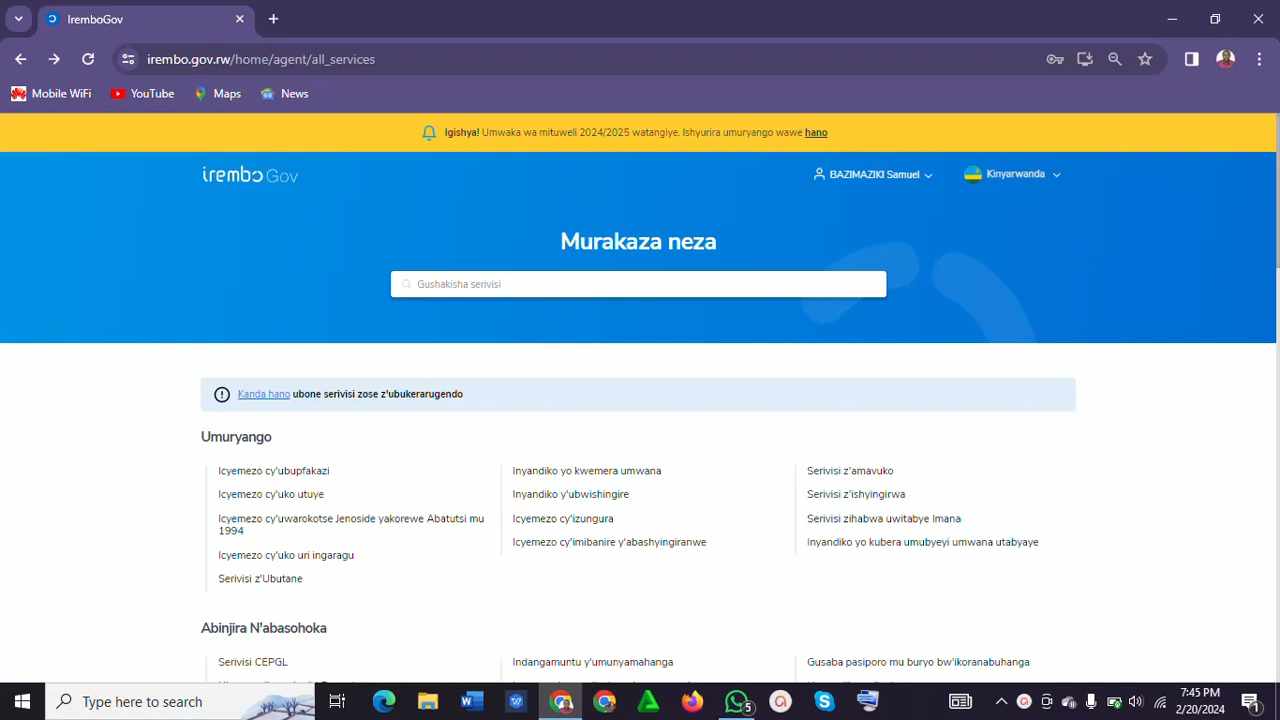 IremboGov
irembo.gov.rw/home/agent/all_services
Mobile WiFi YouTube Maps News
Igishya! Umwaka wa mituweli 2024/2025 watangiye. Ishyurira umuryango wawe hano
irembo Gov
BAZIMAZIKI Samuel Kinyarwanda
Murakaza neza
Gushakisha serivisi
Kanda hano ubone serivisi zose z'ubukerarugendo
Umuryango
Icyemezo cy'ubupfakazi
Icyemezo cy'uko utuye
Icyemezo cy'uwarokotse Jenoside yakorewe Abatutsi mu
1994
Icyemezo cy'uko uri ingaragu
Serivisi z'Ubutane
Inyandiko yo kwemera umwana
Inyandiko y'ubwishingire
Icyemezo cy'izungura
Icyemezo cy'imibanire y'abashyingiranwe
Serivisi z'amavuko
Serivisi z'ishyingirwa
Serivisi zihabwa uwitabye Imana
Inyandiko yo kubera umubyeyi umwana utabyaye
Abinjira N'abasohoka
Serivisi CEPGL
Indangamuntu y'umunyamahanga
Gusaba pasiporo mu buryo bw'ikoranabuhanga
Type here to search
5
7:45 PM
2/20/2024
1